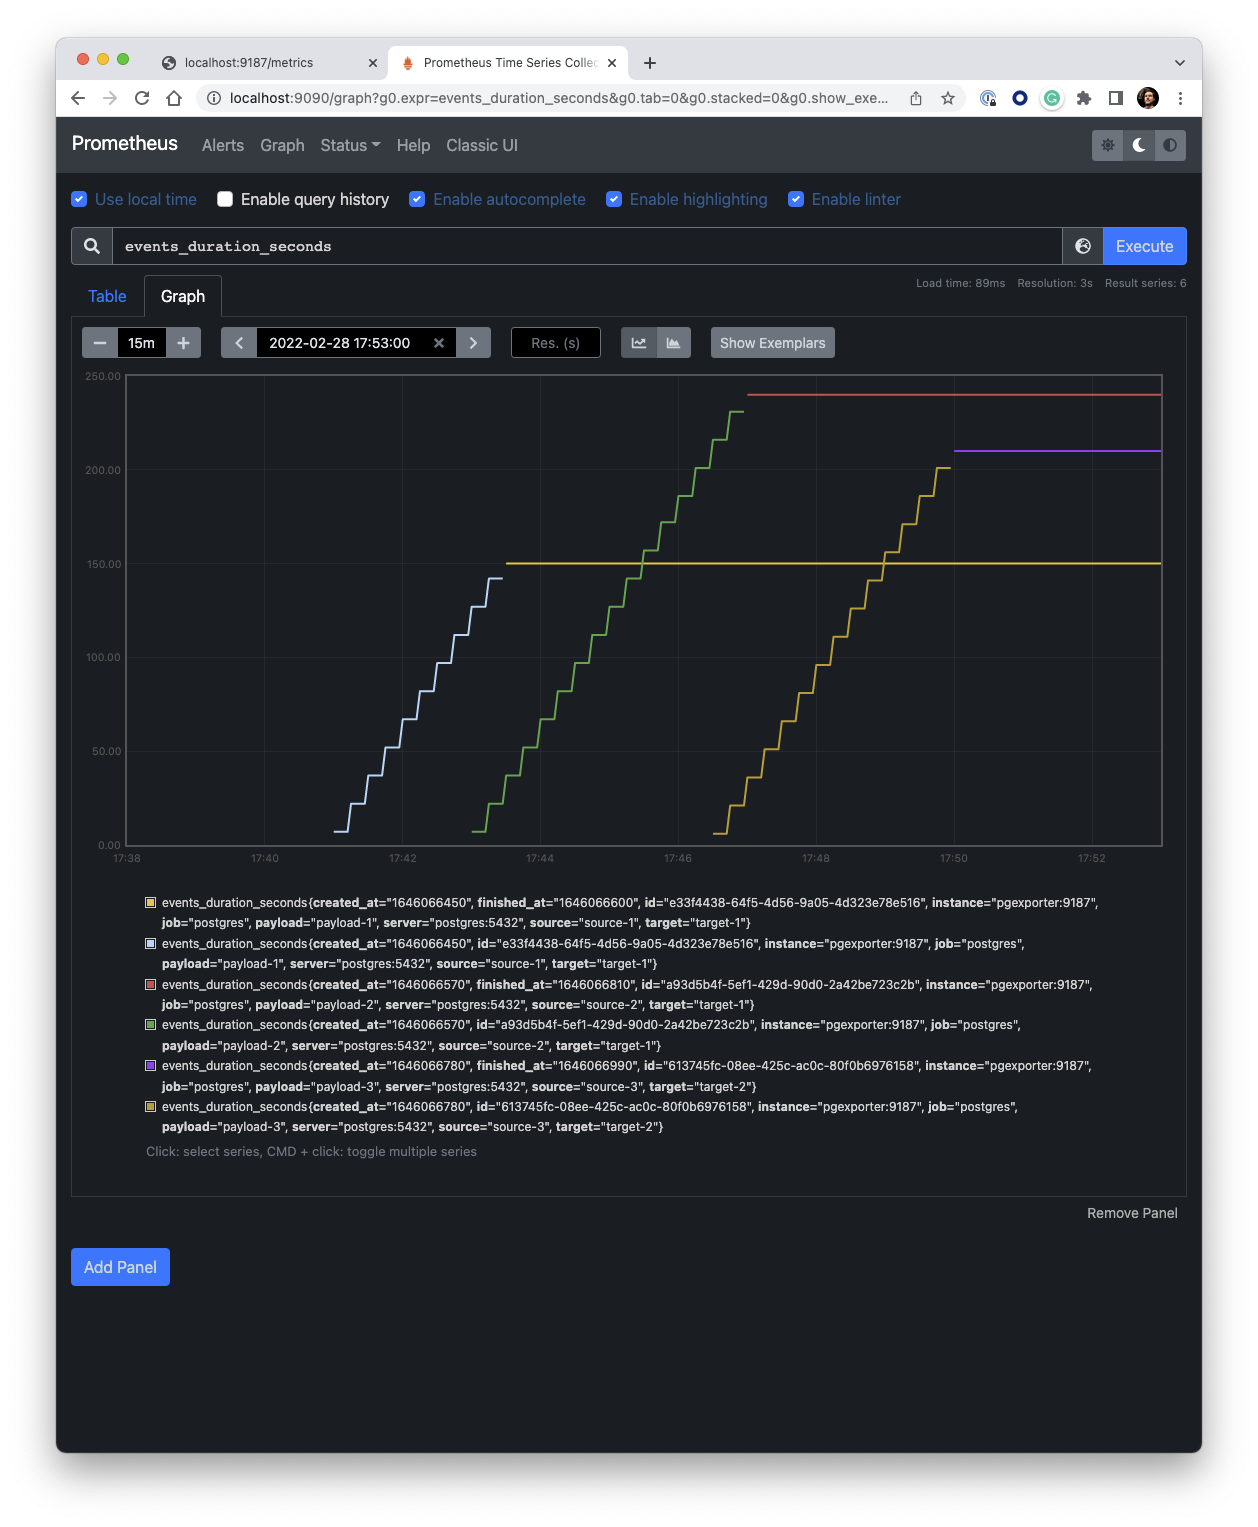 localhost:9187/metrics
Prometheus Time Series Collec
localhost:9090/graph?g0.expr=events_duration_seconds&g0.tab=0&g0.stacked=0&g0.show_exe...
Prometheus Alerts Graph Status Help Classic UI
Use local time Enable query history Enable autocomplete Enable highlighting Enable linter
events_duration_seconds Execute
Load time: 89ms Resolution: 3s Result series: 6
Table Graph
15m 2022-02-28 17:53:00 Res. (s) Show Exemplars
250.00
200.00
150.00
100.00
50.00
0.00
17:38 17:40 17:42 17:44 17:46 17:48 17:50 17:52
events_duration_seconds{created_at="1646066450", finished_at="1646066600", id="e33f4438-64f5-4d56-9a05-4d323e78e516", instance="pgexporter:9187",
job="postgres", payload="payload-1", server="postgres:5432", source="source-1", target="target-1"}
events_duration_seconds{created_at="1646066450", id="e33f4438-64f5-4d56-9a05-4d323e78e516", instance="pgexporter:9187", job="postgres",
payload="payload-1", server="postgres:5432", source="source-1", target="target-1"}
events_duration_seconds{created_at="1646066570", finished_at="1646066810", id="a93d5b4f-5ef1-429d-90d0-2a42be723c2b", instance="pgexporter:9187",
job="postgres", payload="payload-2", server="postgres:5432", source="source-2", target="target-1"}
events_duration_seconds{created_at="1646066570", id="a93d5b4f-5ef1-429d-90d0-2a42be723c2b", instance="pgexporter:9187", job="postgres",
payload="payload-2", server="postgres:5432", source="source-2", target="target-1"}
events_duration_seconds{created_at="1646066780", finished_at="1646066990", id="613745fc-08ee-425c-ac0c-80f0b6976158", instance="pgexporter:9187",
job="postgres", payload="payload-3", server="postgres:5432", source="source-3", target="target-2"}
events_duration_seconds{created_at="1646066780", id="613745fc-08ee-425c-ac0c-80f0b6976158", instance="pgexporter:9187", job="postgres",
payload="payload-3", server="postgres:5432", source="source-3", target="target-2"}
Click: select series, CMD + click: toggle multiple series
Remove Panel
Add Panel